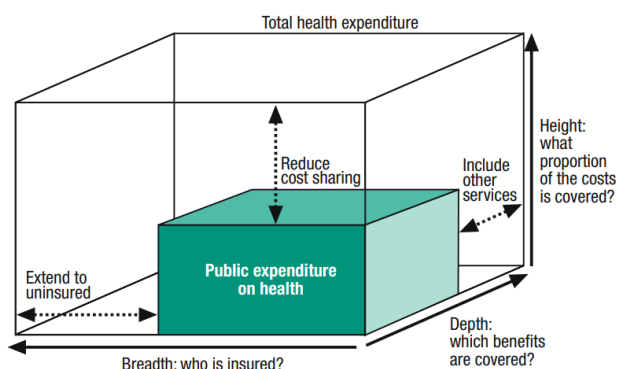 Total health expenditure
Height:
what
proportion
of the costs
is covered?
Reduce
cost sharing
Include
other
services
Public expenditure
on health
Extend to
uninsured
Depth:
which benefits
are covered?
Breadth: who is insured?